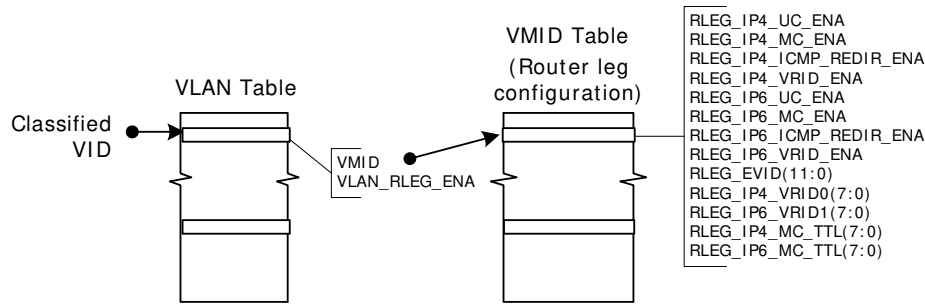 Classified
VID
VLAN Table
VMID
VLAN_RLEG_ENA
VMID Table
(Router leg
configuration)
RLEG_IP4_UC_ENA
RLEG_IP4_MC_ENA
RLEG_IP4_ICMP_REDIR_ENA
RLEG_IP4_VRID_ENA
RLEG_IP6_UC_ENA
RLEG_IP6_MC_ENA
RLEG_IP6_ICMP_REDIR_ENA
RLEG_IP6_VRID_ENA
RLEG_EVID(11:0)
RLEG_IP4_VRID0(7:0)
RLEG_IP6_VRID1(7:0)
RLEG_IP4_MC_TTL(7:0)
RLEG_IP6_MC_TTL(7:0)